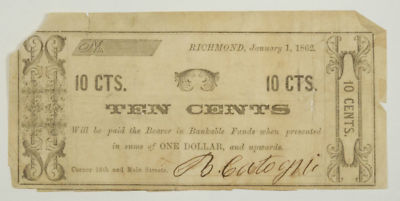 No.
RICHMOND, January 1, 1862.
10 CTS. 10 CTS.
TEN CENTS
Will be paid the Bearer in Bankable Funds when presented
in sums of ONE DOLLAR, and upwards.
Corner 18th and Main Streets.
10 CENTS.